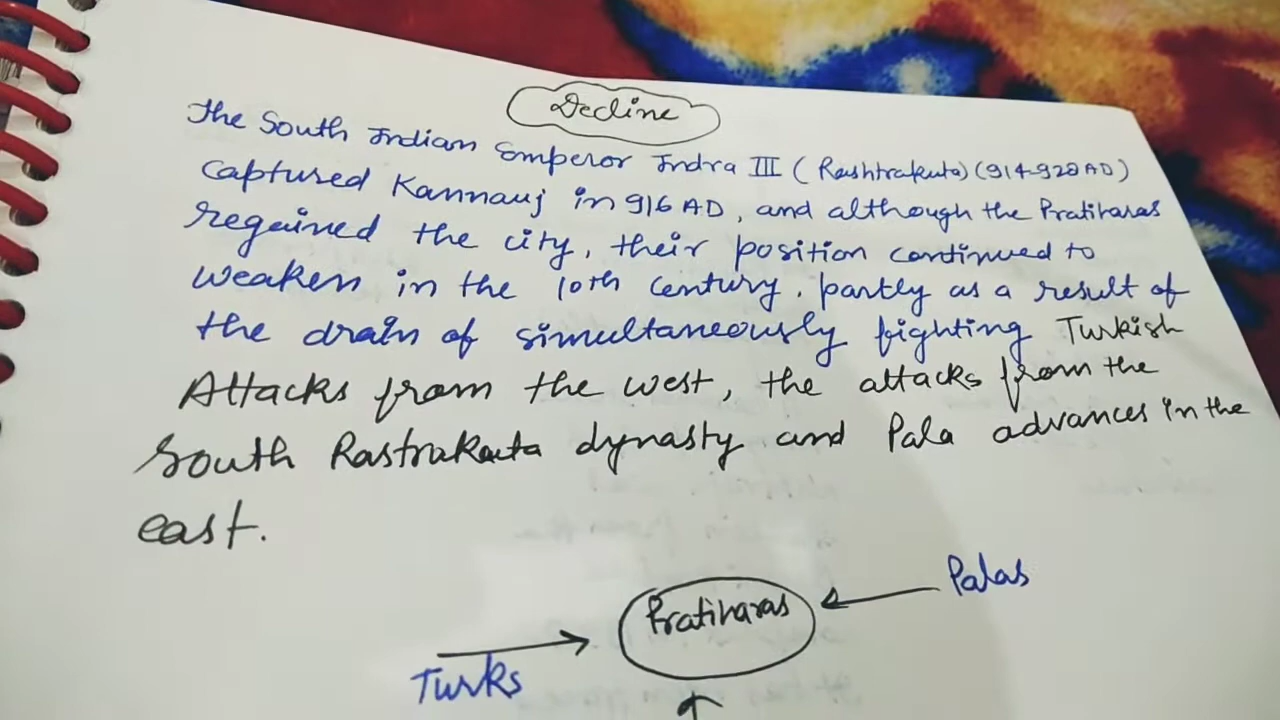 Decline
The South Indian Emperor Indra III (Rashtrakuta) (914-928 AD)
Captured Kannauj in 916 AD, and although the Pratiharas
regained the city, their position continued to
weaken in the 10th century, partly as a result of
the drain of simultaneously fighting Turkish
Attacks from the west, the attacks from the
South Rastrakuta dynasty and Pala advances in the
east.
Palas
Pratiharas
Turks